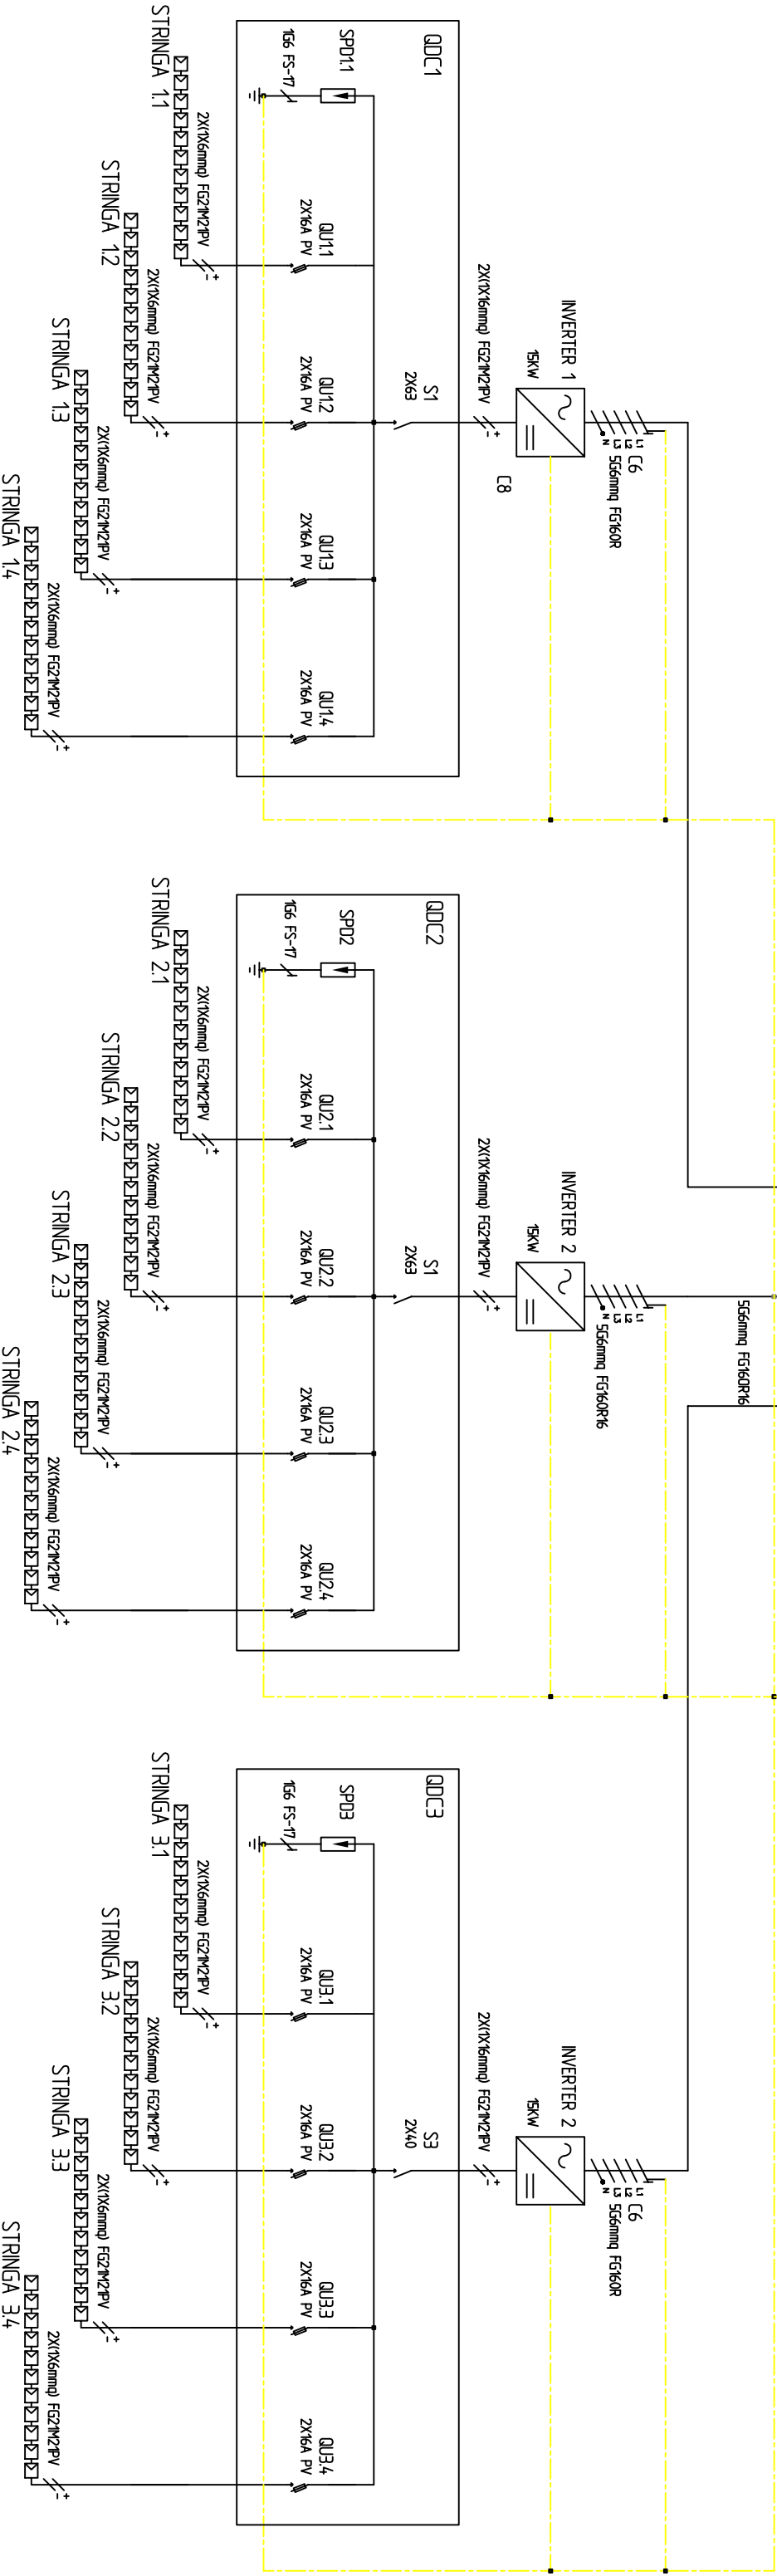 INVERTER 1
15KW
L1
L2
L3
N
C6
5G6mmq FG16OR
C8
2X(1X16mmq) FG21M21PV
QDC1
S1
2X63
SPD1.1
1G6 FS-17
QU1.1
2X16A PV
QU1.2
2X16A PV
QU1.3
2X16A PV
QU1.4
2X16A PV
2X(1X6mmq) FG21M21PV
STRINGA 1.1
2X(1X6mmq) FG21M21PV
STRINGA 1.2
2X(1X6mmq) FG21M21PV
STRINGA 1.3
2X(1X6mmq) FG21M21PV
STRINGA 1.4
5G6mmq FG16OR16
INVERTER 2
15KW
L1
L2
L3
N
5G6mmq FG16OR16
2X(1X16mmq) FG21M21PV
QDC2
S1
2X63
SPD2
1G6 FS-17
QU2.1
2X16A PV
QU2.2
2X16A PV
QU2.3
2X16A PV
QU2.4
2X16A PV
2X(1X6mmq) FG21M21PV
STRINGA 2.1
2X(1X6mmq) FG21M21PV
STRINGA 2.2
2X(1X6mmq) FG21M21PV
STRINGA 2.3
2X(1X6mmq) FG21M21PV
STRINGA 2.4
INVERTER 2
15KW
L1
L2
L3
N
C6
5G6mmq FG16OR
2X(1X16mmq) FG21M21PV
QDC3
S3
2X40
SPD3
1G6 FS-17
QU3.1
2X16A PV
QU3.2
2X16A PV
QU3.3
2X16A PV
QU3.4
2X16A PV
2X(1X6mmq) FG21M21PV
STRINGA 3.1
2X(1X6mmq) FG21M21PV
STRINGA 3.2
2X(1X6mmq) FG21M21PV
STRINGA 3.3
2X(1X6mmq) FG21M21PV
STRINGA 3.4